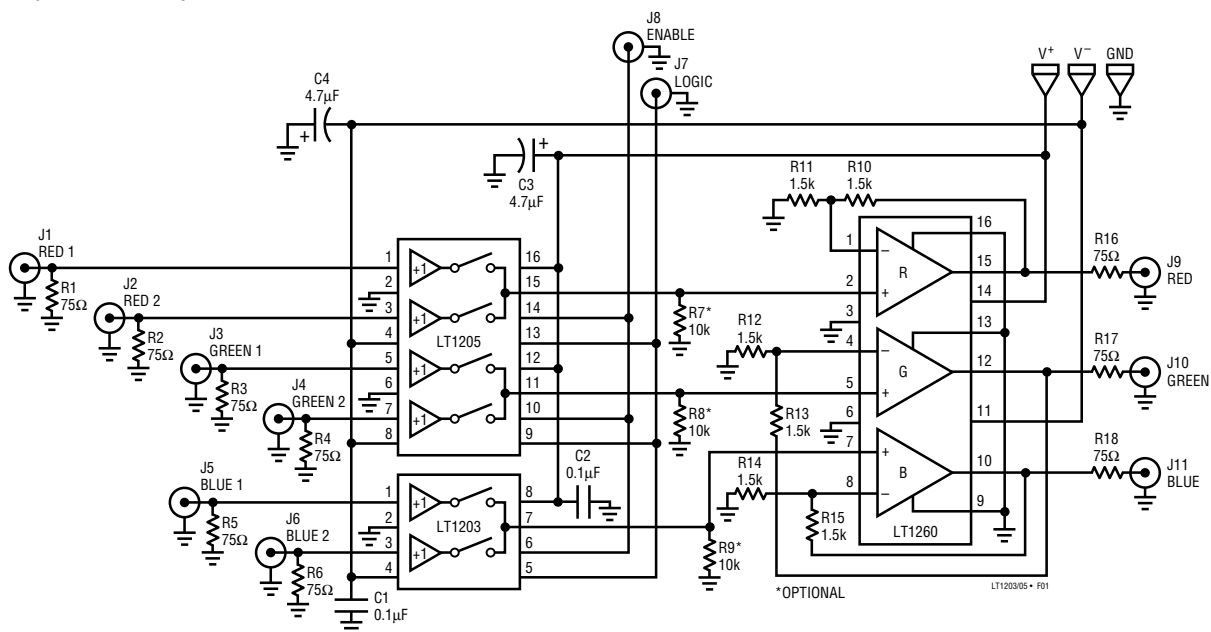 J8
ENABLE
J7
LOGIC
V+
V−
GND
C4
4.7µF
+
+
C3
4.7µF
R11
1.5k
R10
1.5k
J1
RED 1
R1
75Ω
J2
RED 2
R2
75Ω
J3
GREEN 1
R3
75Ω
J4
GREEN 2
R4
75Ω
J5
BLUE 1
R5
75Ω
J6
BLUE 2
R6
75Ω
1
2
3
4
5
6
7
8
+1
+1
LT1205
+1
+1
16
15
14
13
12
11
10
9
1
2
3
4
+1
LT1203
+1
8
7
6
5
C2
0.1µF
C1
0.1µF
R7*
10k
R8*
10k
R9*
10k
R12
1.5k
R13
1.5k
R14
1.5k
R15
1.5k
1
2
3
4
5
6
7
8
−
R
+
−
G
+
+
B
−
LT1260
16
15
14
13
12
11
10
9
R16
75Ω
J9
RED
R17
75Ω
J10
GREEN
R18
75Ω
J11
BLUE
*OPTIONAL
LT1203/05 • F01